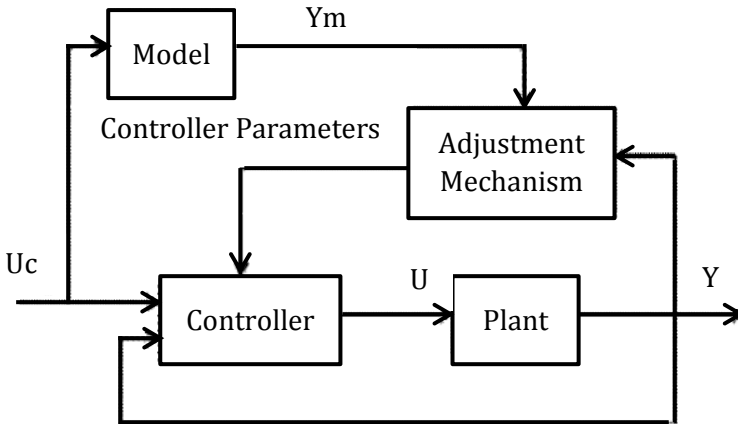 Ym
Model
Controller Parameters
Adjustment
Mechanism
Uc
U
Y
Controller
Plant